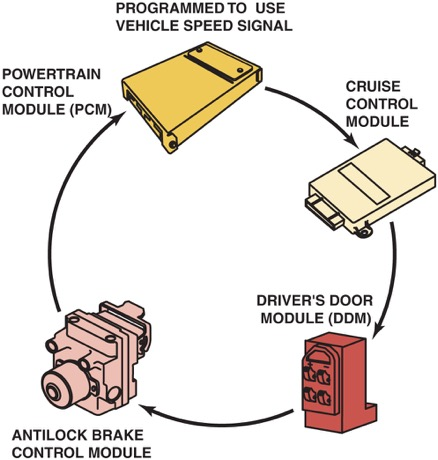 PROGRAMMED TO USE
VEHICLE SPEED SIGNAL
POWERTRAIN
CONTROL
MODULE (PCM)
CRUISE
CONTROL
MODULE
DRIVER'S DOOR
MODULE (DDM)
ANTILOCK BRAKE
CONTROL MODULE